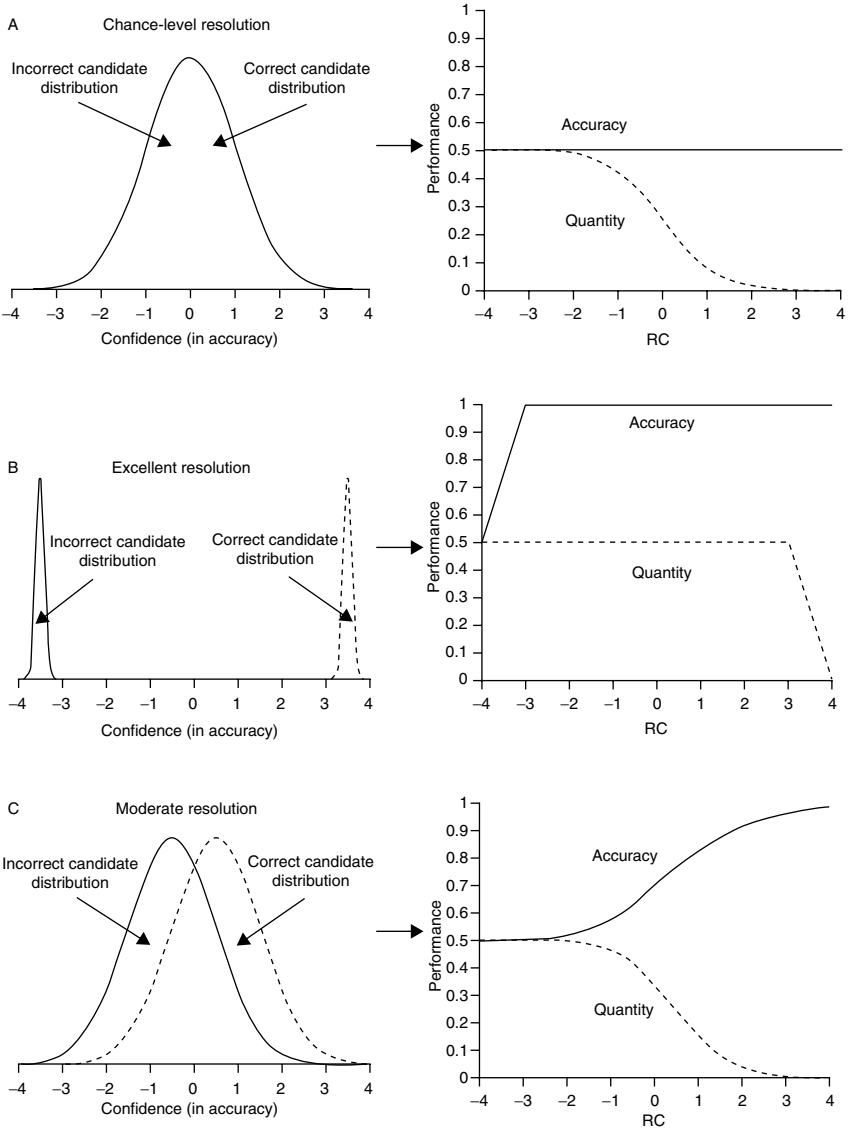 A
Chance-level resolution
Incorrect candidate
distribution
Correct candidate
distribution
−4 −3 −2 −1 0 1 2 3 4
Confidence (in accuracy)
Performance
1
0.9
0.8
0.7
0.6
0.5
0.4
0.3
0.2
0.1
0
Accuracy
Quantity
−4 −3 −2 −1 0 1 2 3 4
RC
B
Excellent resolution
Incorrect candidate
distribution
Correct candidate
distribution
−4 −3 −2 −1 0 1 2 3 4
Confidence (in accuracy)
Performance
1
0.9
0.8
0.7
0.6
0.5
0.4
0.3
0.2
0.1
0
Accuracy
Quantity
−4 −3 −2 −1 0 1 2 3 4
RC
C
Moderate resolution
Incorrect candidate
distribution
Correct candidate
distribution
−4 −3 −2 −1 0 1 2 3 4
Confidence (in accuracy)
Performance
1
0.9
0.8
0.7
0.6
0.5
0.4
0.3
0.2
0.1
0
Accuracy
Quantity
−4 −3 −2 −1 0 1 2 3 4
RC